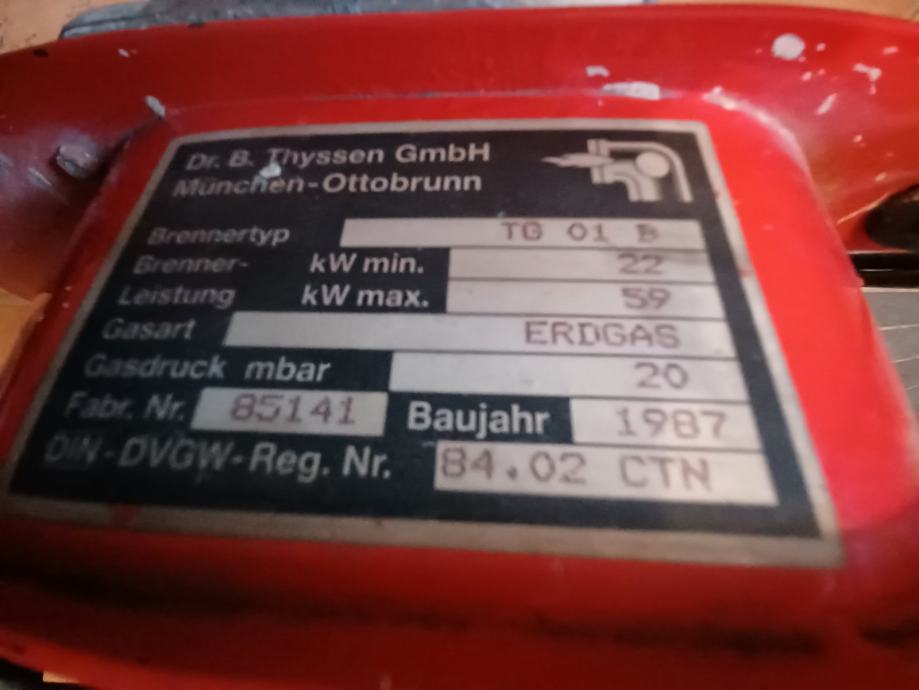 Dr. B. Thyssen GmbH
München-Ottobrunn
Brennertyp TG 01 B
Brenner- kW min. 22
Leistung kW max. 59
Gasart ERDGAS
Gasdruck mbar 20
Fabr. Nr. 85141 Baujahr 1987
DIN-DVGW-Reg. Nr. 84.02 CTN